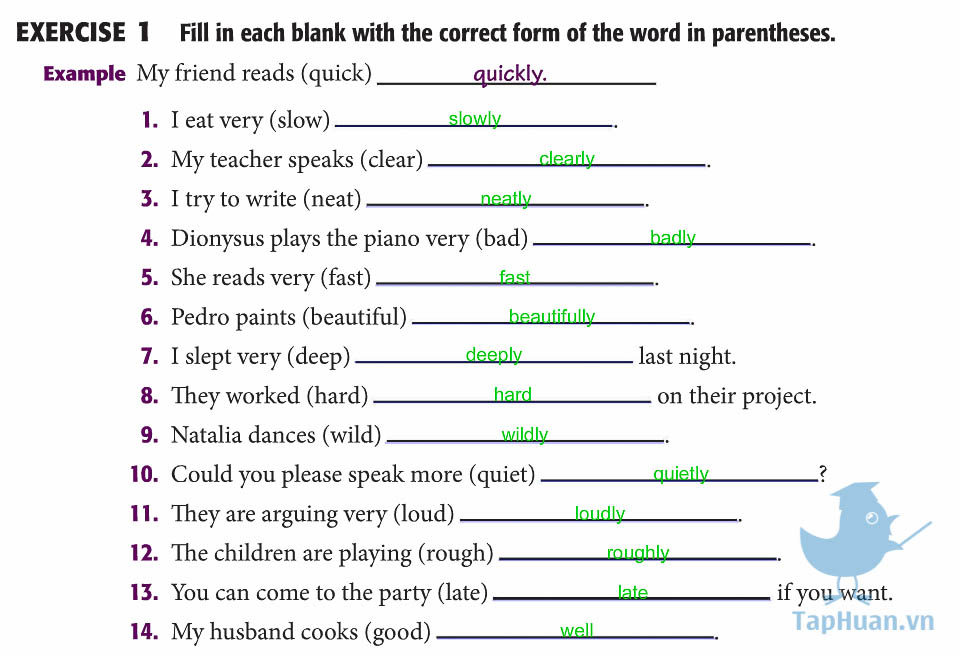 EXERCISE 1 Fill in each blank with the correct form of the word in parentheses.
Example My friend reads (quick) quickly.
1. I eat very (slow) slowly.
2. My teacher speaks (clear) clearly.
3. I try to write (neat) neatly.
4. Dionysus plays the piano very (bad) badly.
5. She reads very (fast) fast.
6. Pedro paints (beautiful) beautifully.
7. I slept very (deep) deeply last night.
8. They worked (hard) hard on their project.
9. Natalia dances (wild) wildly.
10. Could you please speak more (quiet) quietly?
11. They are arguing very (loud) loudly.
12. The children are playing (rough) roughly.
13. You can come to the party (late) late if you want.
14. My husband cooks (good) well.
TapHuan.vn